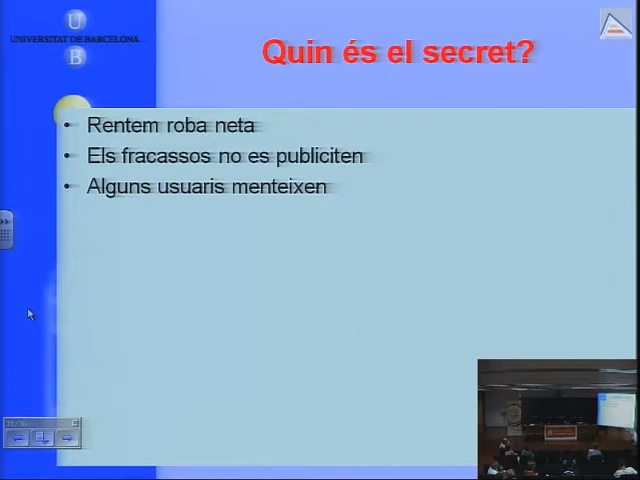 U
UNIVERSITAT DE BARCELONA
B
Quin és el secret?
• Rentem roba neta
• Els fracassos no es publiciten
• Alguns usuaris menteixen